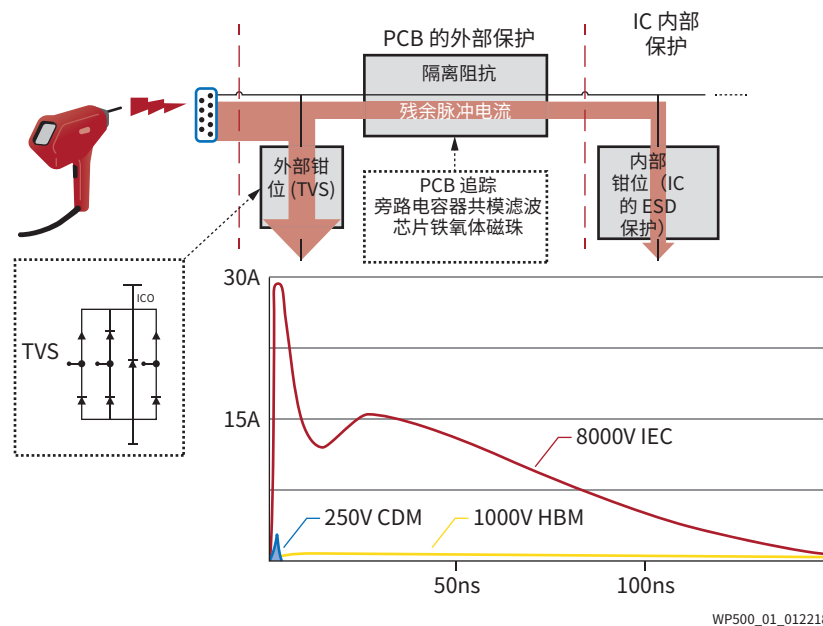 PCB 的外部保护
IC 内部
保护
隔离阻抗
残余脉冲电流
外部钳
位 (TVS)
PCB 追踪
旁路电容器共模滤波
芯片铁氧体磁珠
内部
钳位（IC
的 ESD
保护）
ICO
TVS
30A
15A
8000V IEC
250V CDM
1000V HBM
50ns
100ns
WP500_01_012218